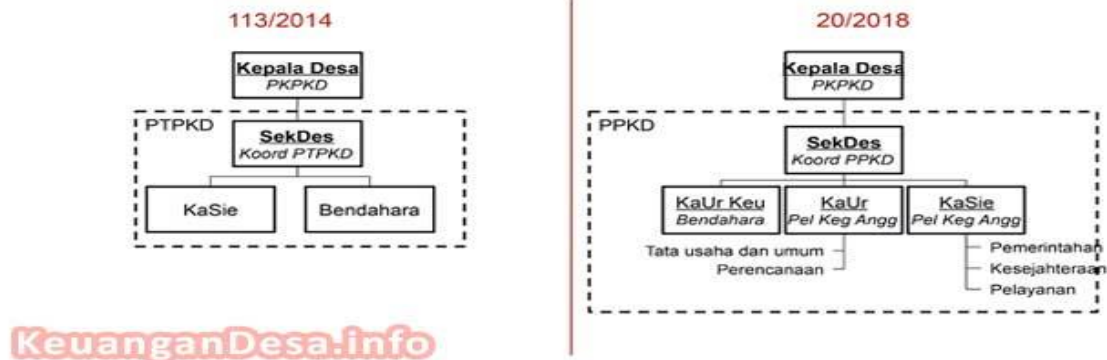 113/2014
Kepala Desa
PKPKD
PTPKD
SekDes
Koord PTPKD
KaSie
Bendahara
20/2018
Kepala Desa
PKPKD
PPKD
SekDes
Koord PPKD
KaUr Keu
Bendahara
KaUr
Pel Keg Angg
KaSie
Pel Keg Angg
Tata usaha dan umum
Perencanaan
Pemerintahan
Kesejahteraan
Pelayanan
KeuanganDesa.info